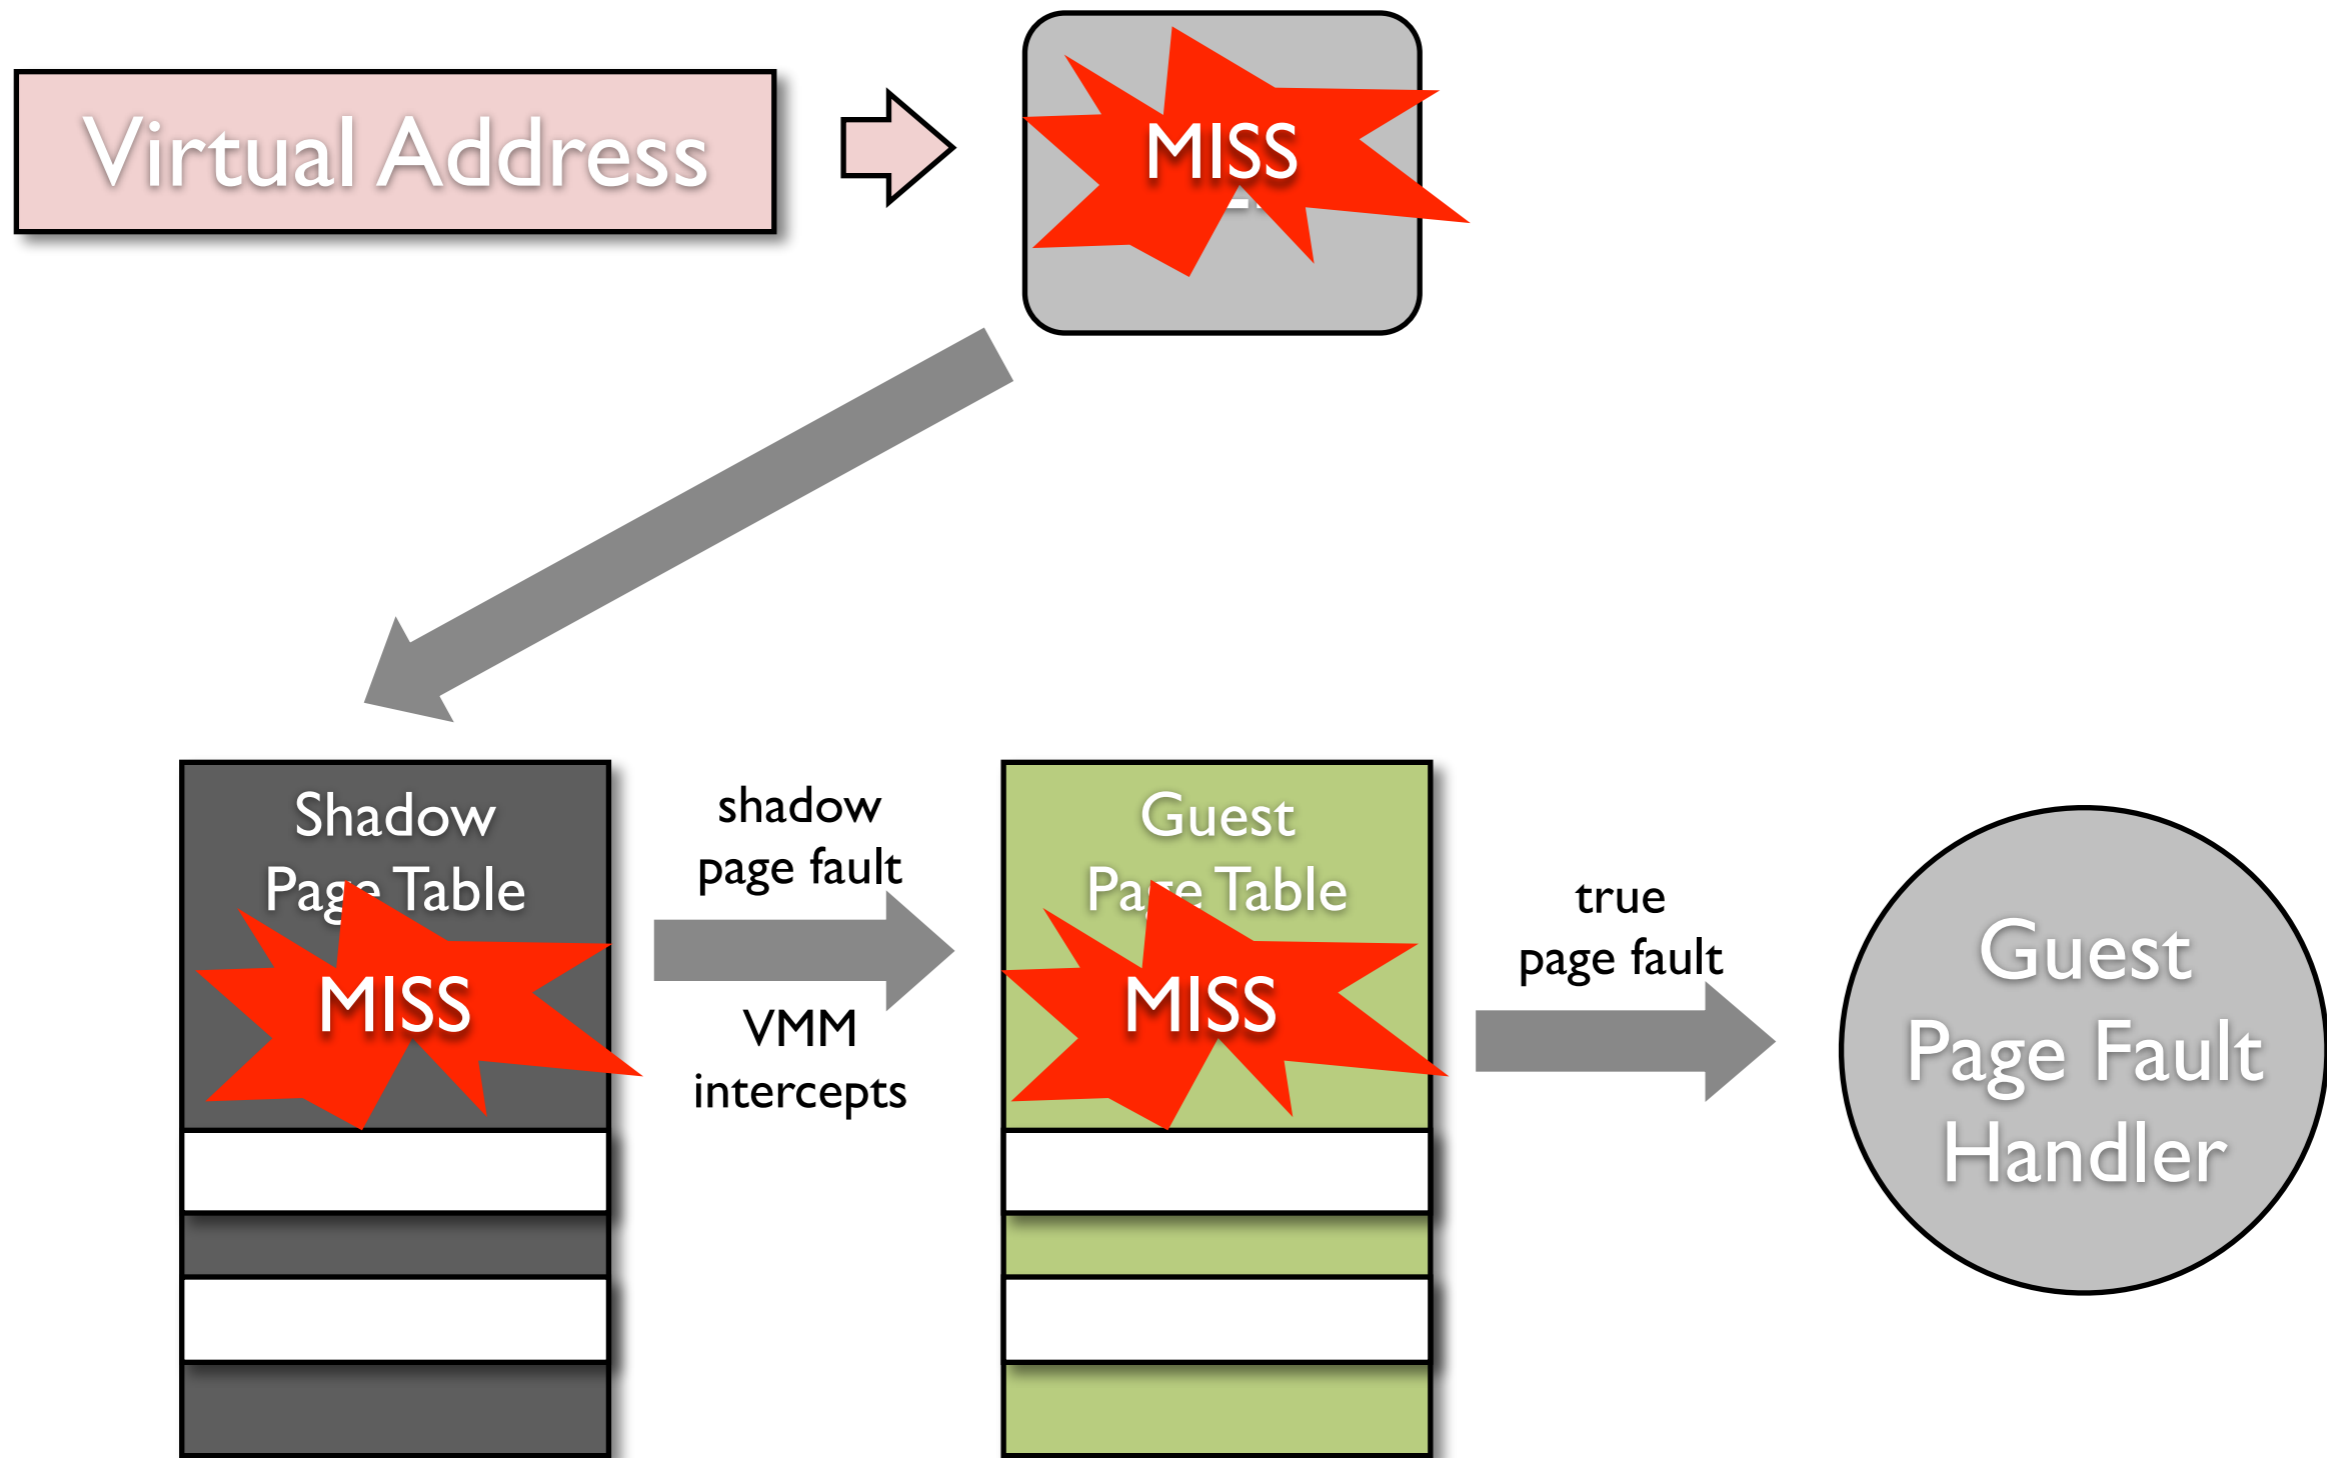 Virtual Address
MISS
Shadow
Page Table
MISS
shadow
page fault
VMM
intercepts
Guest
Page Table
MISS
true
page fault
Guest
Page Fault
Handler